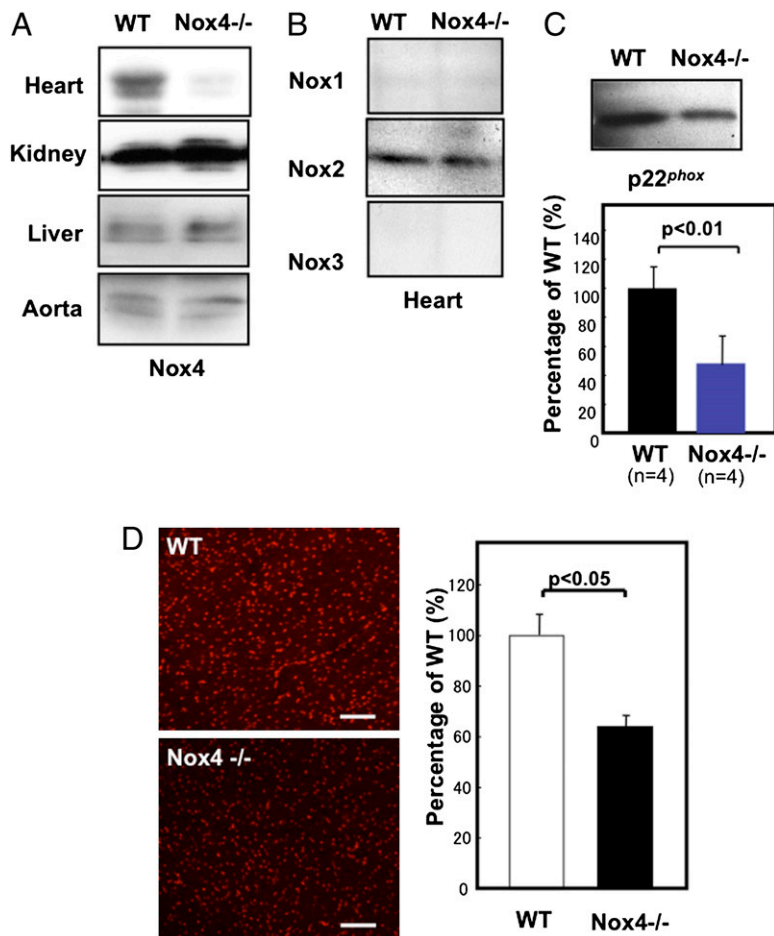 A
WT Nox4-/-
Heart
Kidney
Liver
Aorta
Nox4
B
WT Nox4-/-
Nox1
Nox2
Nox3
Heart
C
WT Nox4-/-
p22phox
Percentage of WT (%)
140
120
100
80
60
40
20
0
p<0.01
WT Nox4-/-
(n=4) (n=4)
D
WT
Nox4 -/-
Percentage of WT (%)
120
100
80
60
40
20
0
p<0.05
WT Nox4-/-